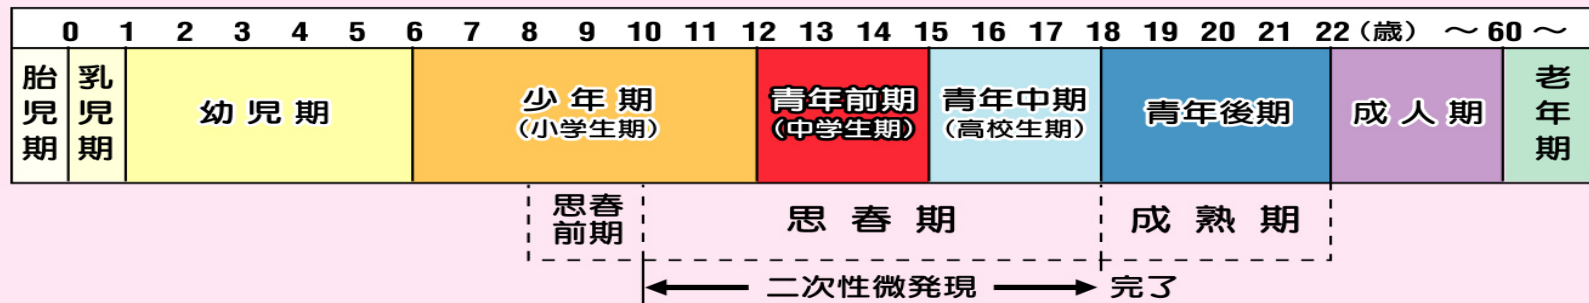 0 1 2 3 4 5 6 7 8 9 10 11 12 13 14 15 16 17 18 19 20 21 22(歳) ～60～
胎児期
乳児期
幼児期
少年期
(小学生期)
青年前期
(中学生期)
青年中期
(高校生期)
青年後期
成人期
老年期
思春
前期
思春期
成熟期
二次性微発現
完了